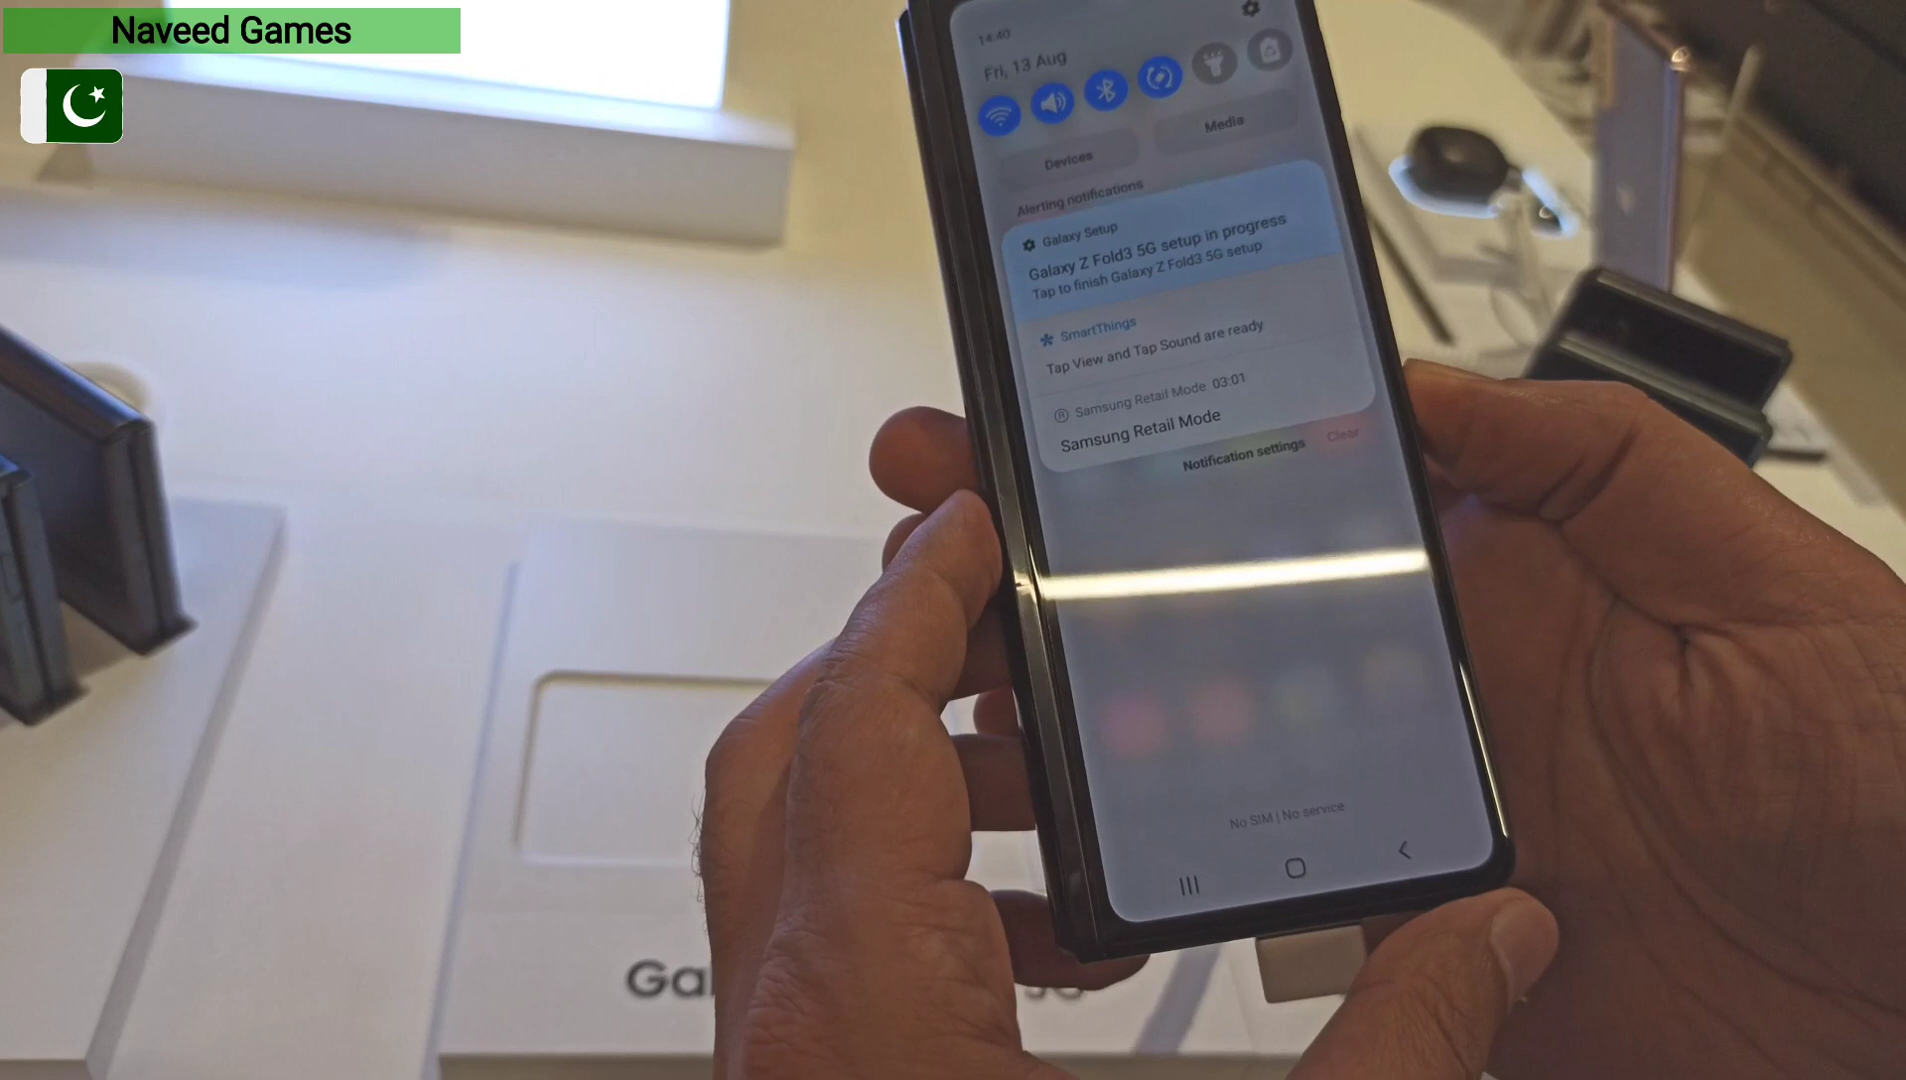 Naveed Games
14:40
Fri, 13 Aug
Devices
Media
Alerting notifications
Galaxy Setup
Galaxy Z Fold3 5G setup in progress
Tap to finish Galaxy Z Fold3 5G setup
SmartThings
Tap View and Tap Sound are ready
Samsung Retail Mode 03:01
Samsung Retail Mode
Notification settings
Clear
No SIM | No service
Gal
5G